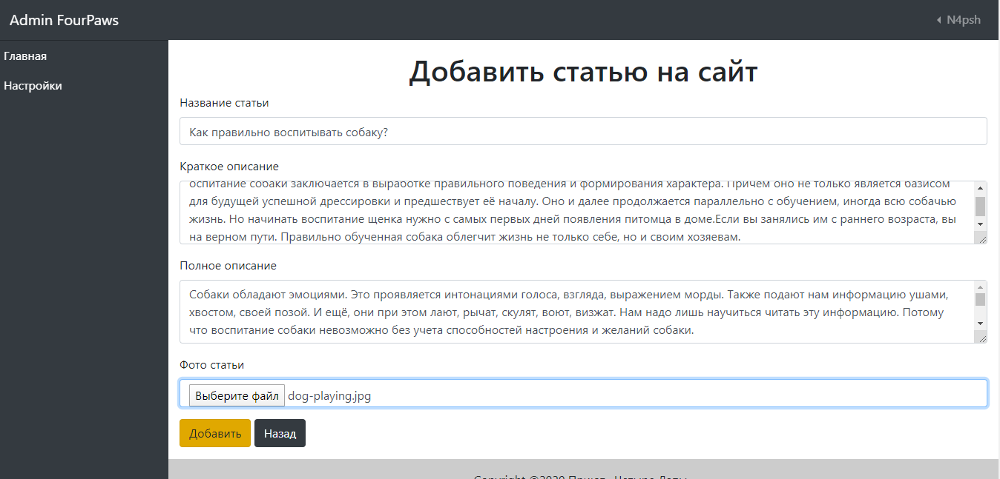 Admin FourPaws
N4psh
Главная
Настройки
Добавить статью на сайт
Название статьи
Как правильно воспитывать собаку?
Краткое описание
оспитание собаки заключается в выработке правильного поведения и формирования характера. Причем оно не только является базисом
для будущей успешной дрессировки и предшествует её началу. Оно и далее продолжается параллельно с обучением, иногда всю собачью
жизнь. Но начинать воспитание щенка нужно с самых первых дней появления питомца в доме.Если вы занялись им с раннего возраста, вы
на верном пути. Правильно обученная собака облегчит жизнь не только себе, но и своим хозяевам.
Полное описание
Собаки обладают эмоциями. Это проявляется интонациями голоса, взгляда, выражением морды. Также подают нам информацию ушами,
хвостом, своей позой. И ещё, они при этом лают, рычат, скулят, воют, визжат. Нам надо лишь научиться читать эту информацию. Потому
что воспитание собаки невозможно без учета способностей настроения и желаний собаки.
Фото статьи
Выберите файл dog-playing.jpg
Добавить Назад
Copyright ©2020 Приют